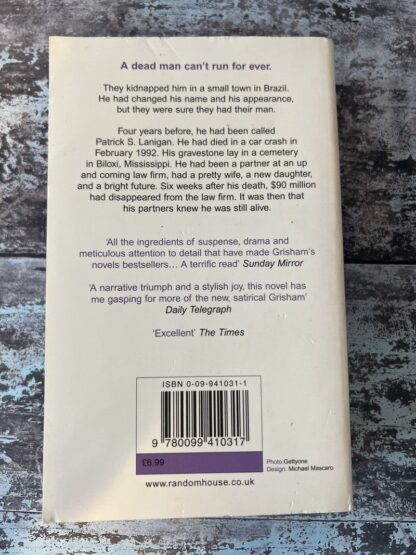 A dead man can't run for ever.
They kidnapped him in a small town in Brazil.
He had changed his name and his appearance,
but they were sure they had their man.
Four years before, he had been called
Patrick S. Lanigan. He had died in a car crash in
February 1992. His gravestone lay in a cemetery
in Biloxi, Mississippi. He had been a partner at an up
and coming law firm, had a pretty wife, a new daughter,
and a bright future. Six weeks after his death, $90 million
had disappeared from the law firm. It was then that
his partners knew he was still alive.
'All the ingredients of suspense, drama and
meticulous attention to detail that have made Grisham's
novels bestsellers... A terrific read' Sunday Mirror
'A narrative triumph and a stylish joy, this novel has
me gasping for more of the new, satirical Grisham'
Daily Telegraph
'Excellent' The Times
ISBN 0-09-941031-1
9 780099 410317
£6.99
Photo:Gettyone
Design: Michael Mascaro
www.randomhouse.co.uk